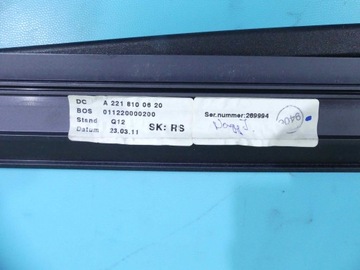 DC A 221 810 06 20
BOS 011220000200
Stand Q12
Datum 23.03.11 SK: RS
Ser.nummer:269994